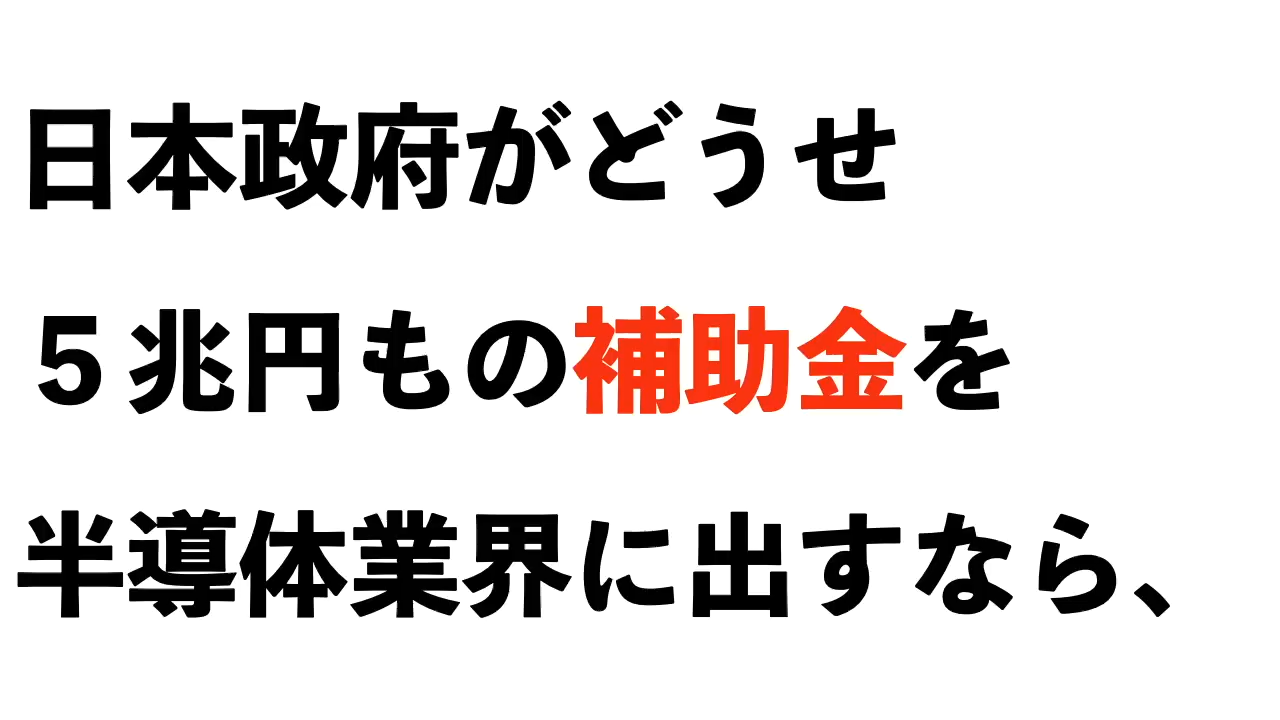 日本政府がどうせ
５兆円もの補助金を
半導体業界に出すなら、